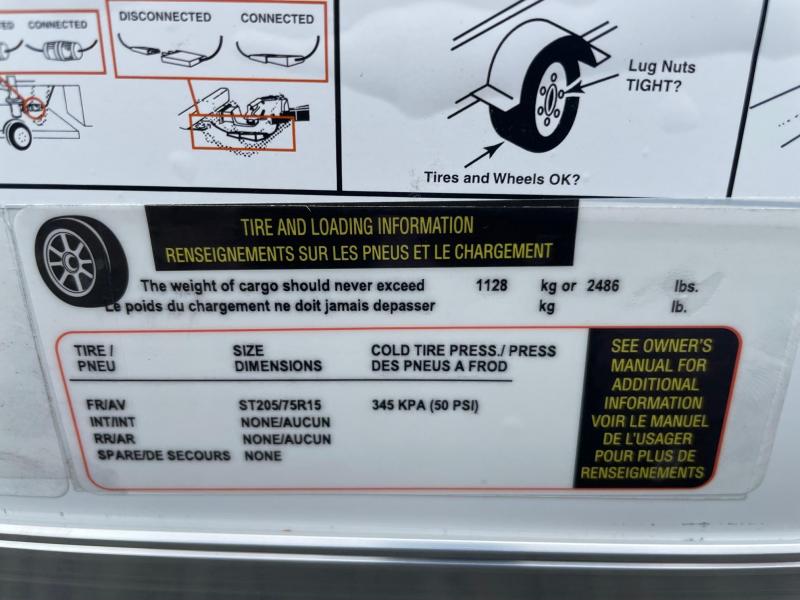 CONNECTED
DISCONNECTED
CONNECTED
Lug Nuts
TIGHT?
Tires and Wheels OK?
TIRE AND LOADING INFORMATION
RENSEIGNEMENTS SUR LES PNEUS ET LE CHARGEMENT
The weight of cargo should never exceed 1128 kg or 2486 lbs.
Le poids du chargement ne doit jamais depasser kg lb.
TIRE / SIZE COLD TIRE PRESS./ PRESS
PNEU DIMENSIONS DES PNEUS A FROD
FR/AV ST205/75R15 345 KPA (50 PSI)
INT/INT NONE/AUCUN
RR/AR NONE/AUCUN
SPARE/DE SECOURS NONE
SEE OWNER'S
MANUAL FOR
ADDITIONAL
INFORMATION
VOIR LE MANUEL
DE L'USAGER
POUR PLUS DE
RENSEIGNEMENTS